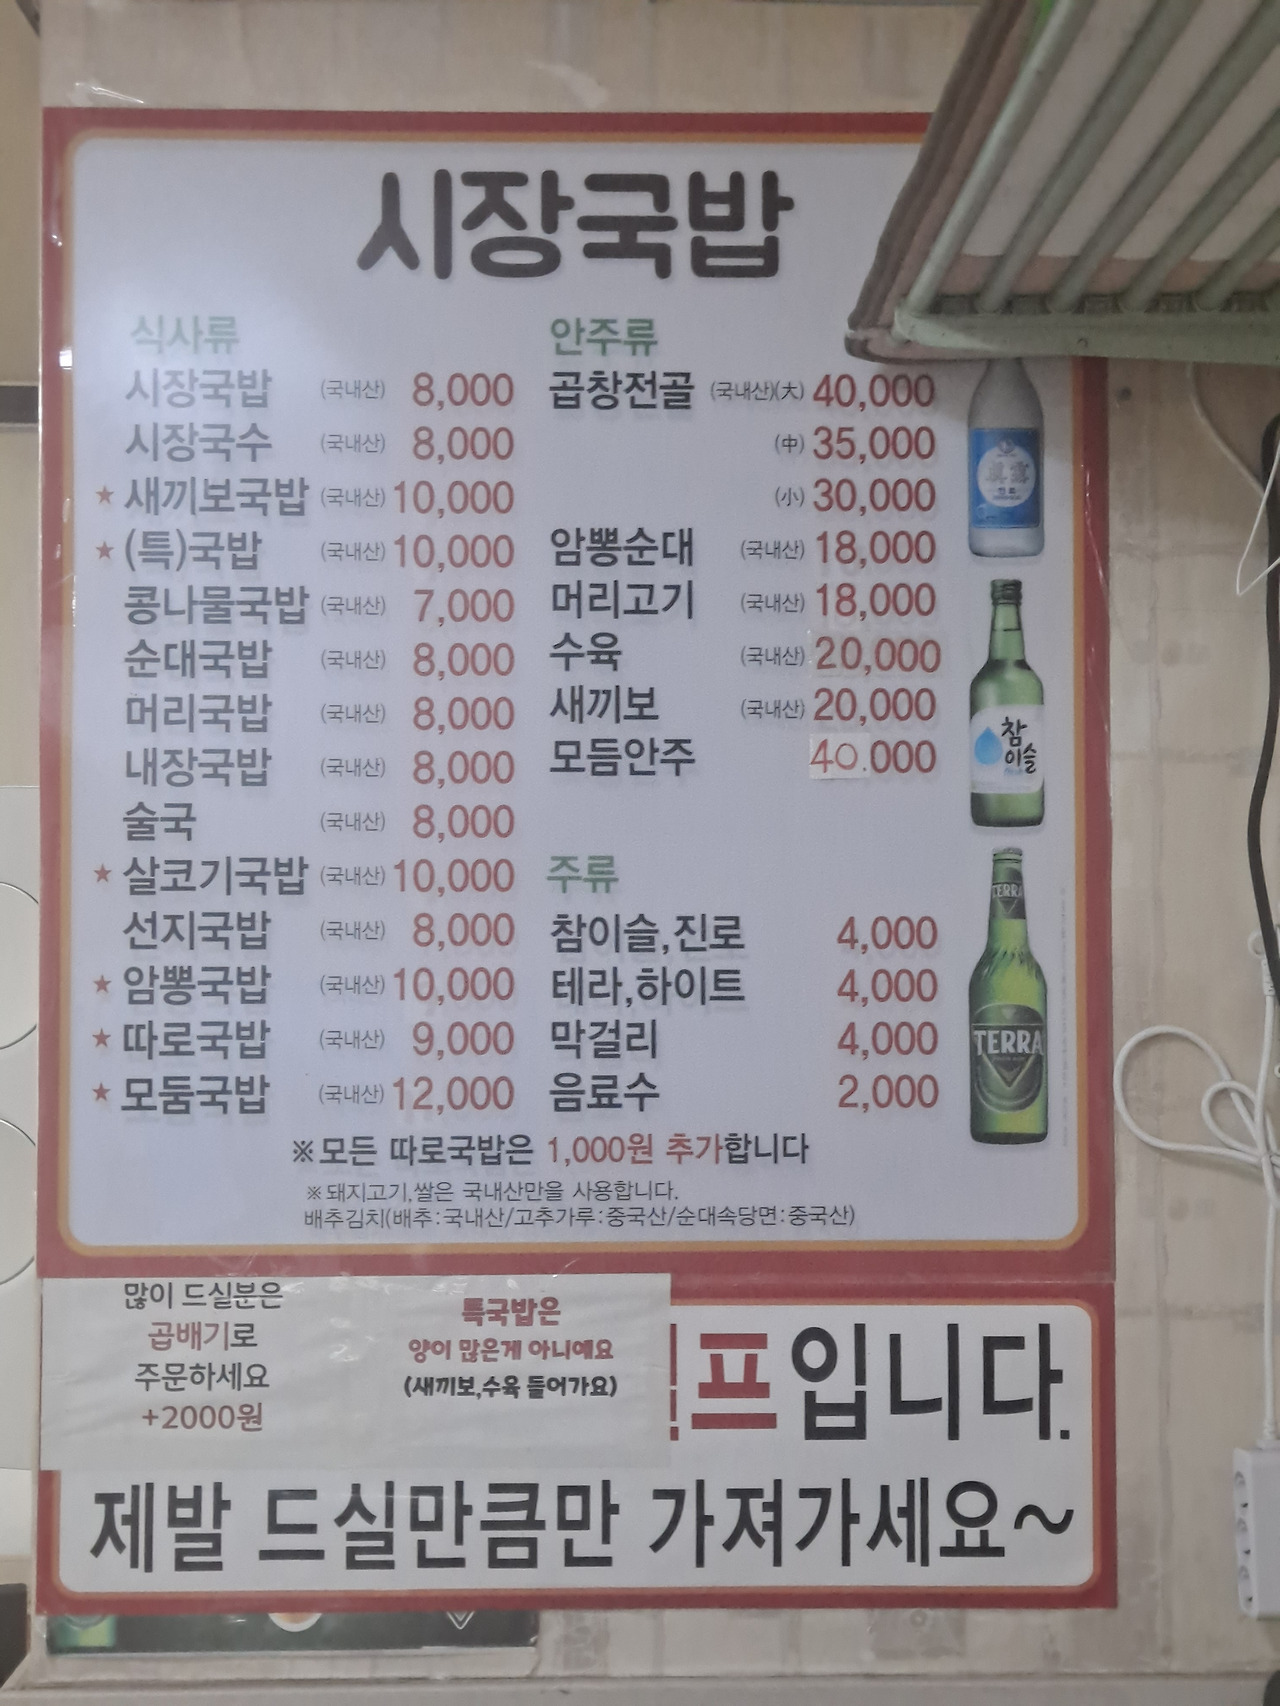 시장국밥
식사류
시장국밥 (국내산) 8,000
시장국수 (국내산) 8,000
★ 새끼보국밥 (국내산) 10,000
★ (특)국밥 (국내산) 10,000
콩나물국밥 (국내산) 7,000
순대국밥 (국내산) 8,000
머리국밥 (국내산) 8,000
내장국밥 (국내산) 8,000
술국 (국내산) 8,000
★ 살코기국밥 (국내산) 10,000
선지국밥 (국내산) 8,000
★ 암뽕국밥 (국내산) 10,000
★ 따로국밥 (국내산) 9,000
★ 모둠국밥 (국내산) 12,000
안주류
곱창전골 (국내산)(大) 40,000
(中) 35,000
(小) 30,000
암뽕순대 (국내산) 18,000
머리고기 (국내산) 18,000
수육 (국내산) 20,000
새끼보 (국내산) 20,000
모듬안주 40.000
주류
참이슬,진로 4,000
테라,하이트 4,000
막걸리 4,000
음료수 2,000
참
이슬
TERRA
TERRA
※모든 따로국밥은 1,000원 추가합니다
※돼지고기,쌀은 국내산만을 사용합니다.
배추김치(배추:국내산/고추가루:중국산/순대속당면:중국산)
많이 드실분은
곱배기로
주문하세요
+2000원
특국밥은
양이 많은게 아니예요
(새끼보,수육 들어가요)
프입니다.
제발 드실만큼만 가져가세요~